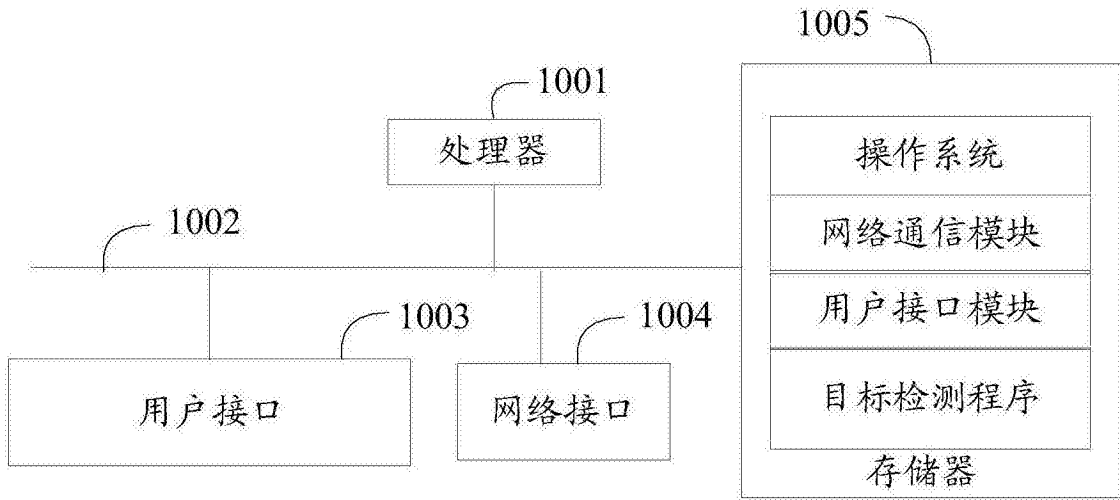 1005
1001
处理器
操作系统
1002
网络通信模块
1003
1004
用户接口模块
用户接口
网络接口
目标检测程序
存储器